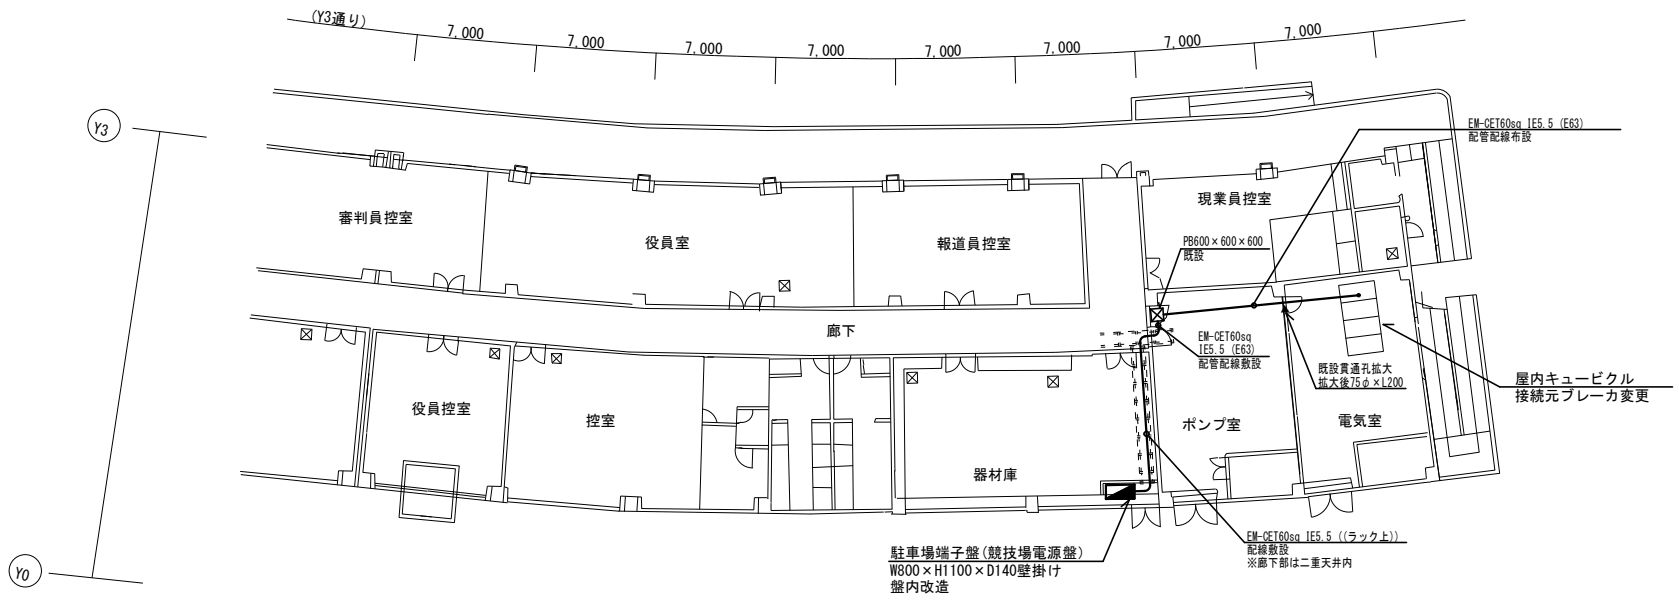 (Y3通り)
7,000
7,000
7,000
7,000
7,000
7,000
7,000
7,000
Y3
EM-CET60sq IE5.5 (E63)
配管配線布設
審判員控室
役員室
報道員控室
現業員控室
PB600×600×600
既設
廊下
EM-CET60sq
IE5.5 (E63)
配管配線敷設
既設貫通孔拡大
拡大後75φ×L200
屋内キュービクル
接続元ブレーカ変更
役員控室
控室
器材庫
ポンプ室
電気室
EM-CET60sq IE5.5 ((ラック上))
配線敷設
※廊下部は二重天井内
駐車場端子盤(競技場電源盤)
W800×H1100×D140壁掛け
盤内改造
Y0